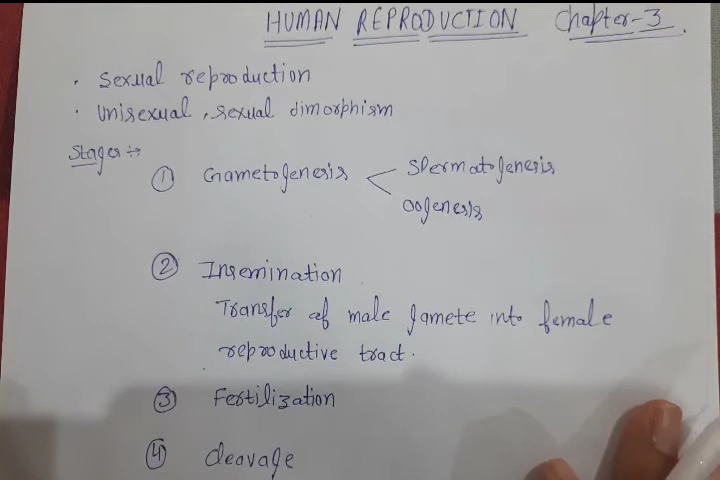 HUMAN REPRODUCTION Chapter-3.
• Sexual reproduction
• Unisexual, sexual dimorphism
Stages :→
① Gametogenesis < Spermatogenesis
oogenesis
② Insemination
Transfer of male gamete into female
reproductive tract.
③ Fertilization
④ cleavage